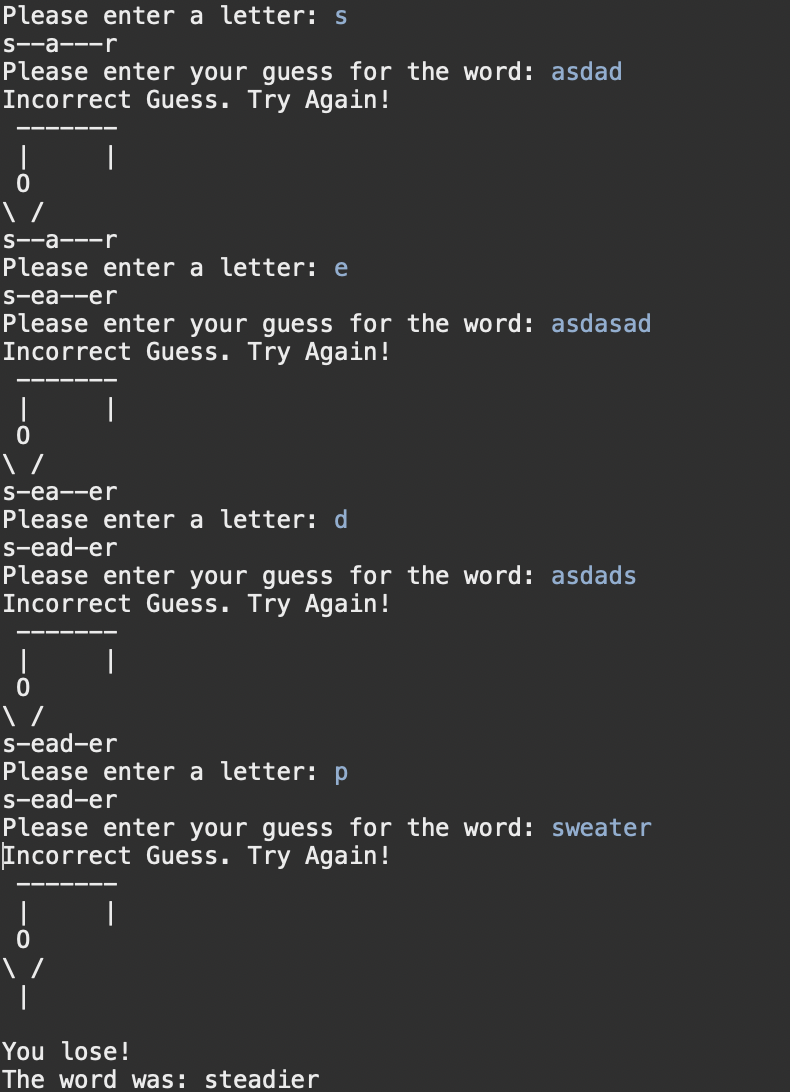 Please enter a letter: s
s--a---r
Please enter your guess for the word: asdad
Incorrect Guess. Try Again!
 -------
 |     |
 O
\ /
s--a---r
Please enter a letter: e
s-ea--er
Please enter your guess for the word: asdasad
Incorrect Guess. Try Again!
 -------
 |     |
 O
\ /
s-ea--er
Please enter a letter: d
s-ead-er
Please enter your guess for the word: asdads
Incorrect Guess. Try Again!
 -------
 |     |
 O
\ /
s-ead-er
Please enter a letter: p
s-ead-er
Please enter your guess for the word: sweater
Incorrect Guess. Try Again!
 -------
 |     |
 O
\ /
 |

You lose!
The word was: steadier